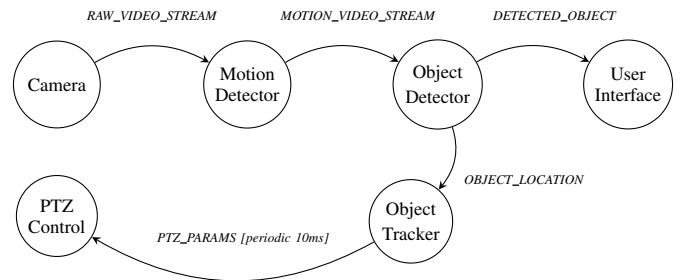 RAW_VIDEO_STREAM
MOTION_VIDEO_STREAM
DETECTED_OBJECT
Camera
Motion
Detector
Object
Detector
User
Interface
OBJECT_LOCATION
PTZ
Control
PTZ_PARAMS [periodic 10ms]
Object
Tracker